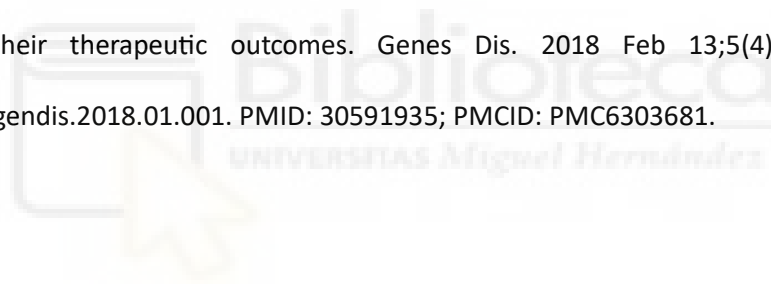 heir therapeutic outcomes. Genes Dis. 2018 Feb 13;5(4)
gendis.2018.01.001. PMID: 30591935; PMCID: PMC6303681.
Biblioteca
UNIVERSITAS Miguel Hernández